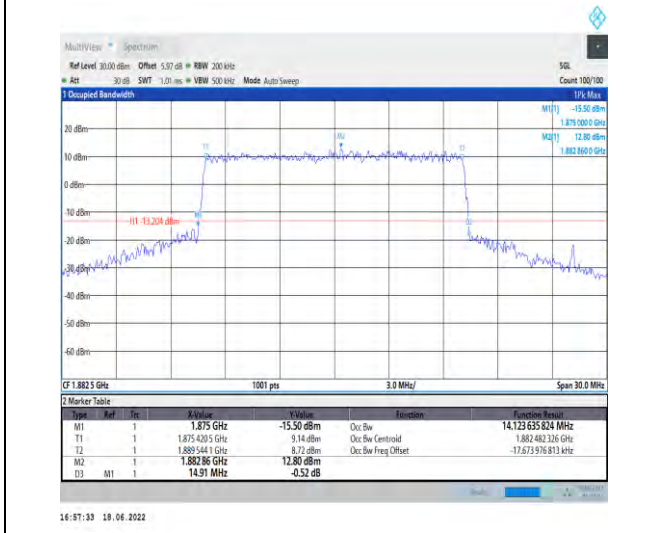 MultiView Spectrum
Ref Level 30.00 dBm Offset 5.97 dB RBW 200 kHz SGL
Att 30 dB SWT 1.01 ms VBW 500 kHz Mode Auto Sweep Count 100/100
1 Occupied Bandwidth 1Pk Max
M1[1] -15.50 dBm
1.875 000 0 GHz
20 dBm
M2[1] 12.80 dBm
1.882 860 0 GHz
M2
T1
T2
10 dBm
0 dBm
-10 dBm
M1
D3
H1 -13.204 dBm
-20 dBm
-30 dBm
-40 dBm
-50 dBm
-60 dBm
CF 1.882 5 GHz 1001 pts 3.0 MHz/ Span 30.0 MHz
2 Marker Table
Type Ref Trc X-Value Y-Value Function Function Result
M1 1 1.875 GHz -15.50 dBm Occ Bw 14.123 635 824 MHz
T1 1 1.875 420 5 GHz 9.14 dBm Occ Bw Centroid 1.882 482 326 GHz
T2 1 1.889 544 1 GHz 8.72 dBm Occ Bw Freq Offset -17.673 976 813 kHz
M2 1 1.882 86 GHz 12.80 dBm
D3 M1 1 14.91 MHz -0.52 dB
16:57:33 18.06.2022